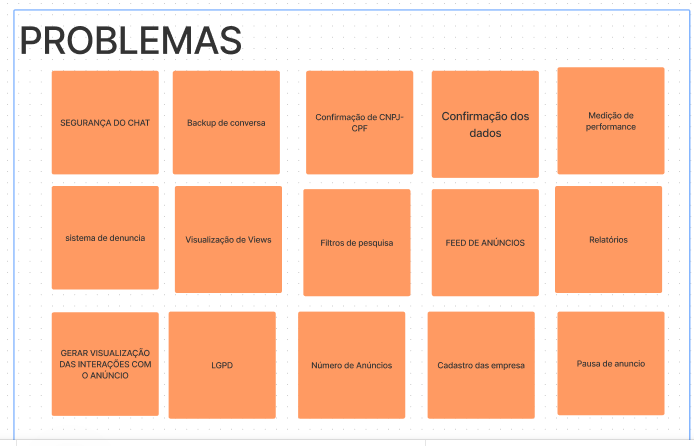 PROBLEMAS
SEGURANÇA DO CHAT
Backup de conversa
Confirmação de CNPJ-
CPF
Confirmação dos
dados
Medição de
performance
sistema de denuncia
Visualização de Views
Filtros de pesquisa
FEED DE ANÚNCIOS
Relatórios
GERAR VISUALIZAÇÃO
DAS INTERAÇÕES COM
O ANÚNCIO
LGPD
Número de Anúncios
Cadastro das empresa
Pausa de anuncio